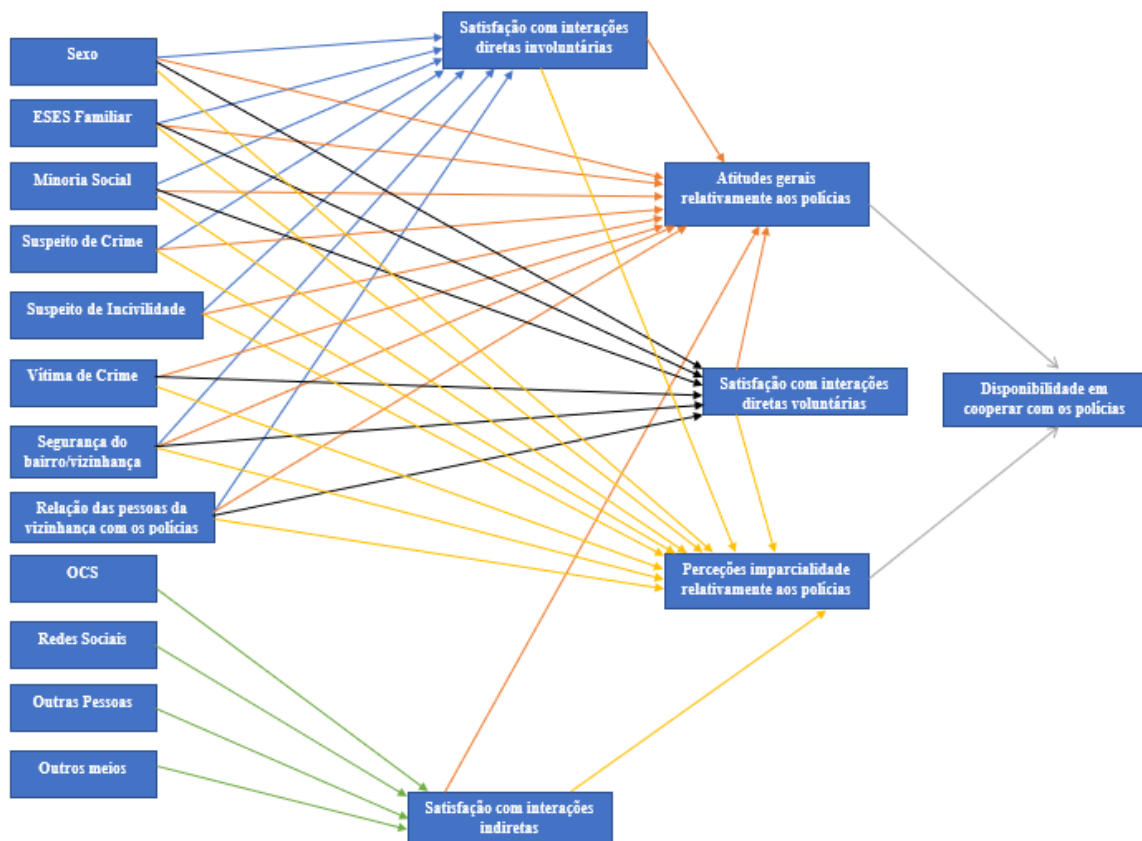 Satisfação com interações
diretas involuntárias
Sexo
ESES Familiar
Minoria Social
Atitudes gerais
relativamente aos polícias
Suspeito de Crime
Suspeito de Incivilidade
Vítima de Crime
Satisfação com interações
diretas voluntárias
Disponibilidade em
cooperar com os polícias
Segurança do
bairro/vizinhança
Relação das pessoas da
vizinhança com os polícias
OCS
Perceções imparcialidade
relativamente aos polícias
Redes Sociais
Outras Pessoas
Outros meios
Satisfação com interações
indiretas